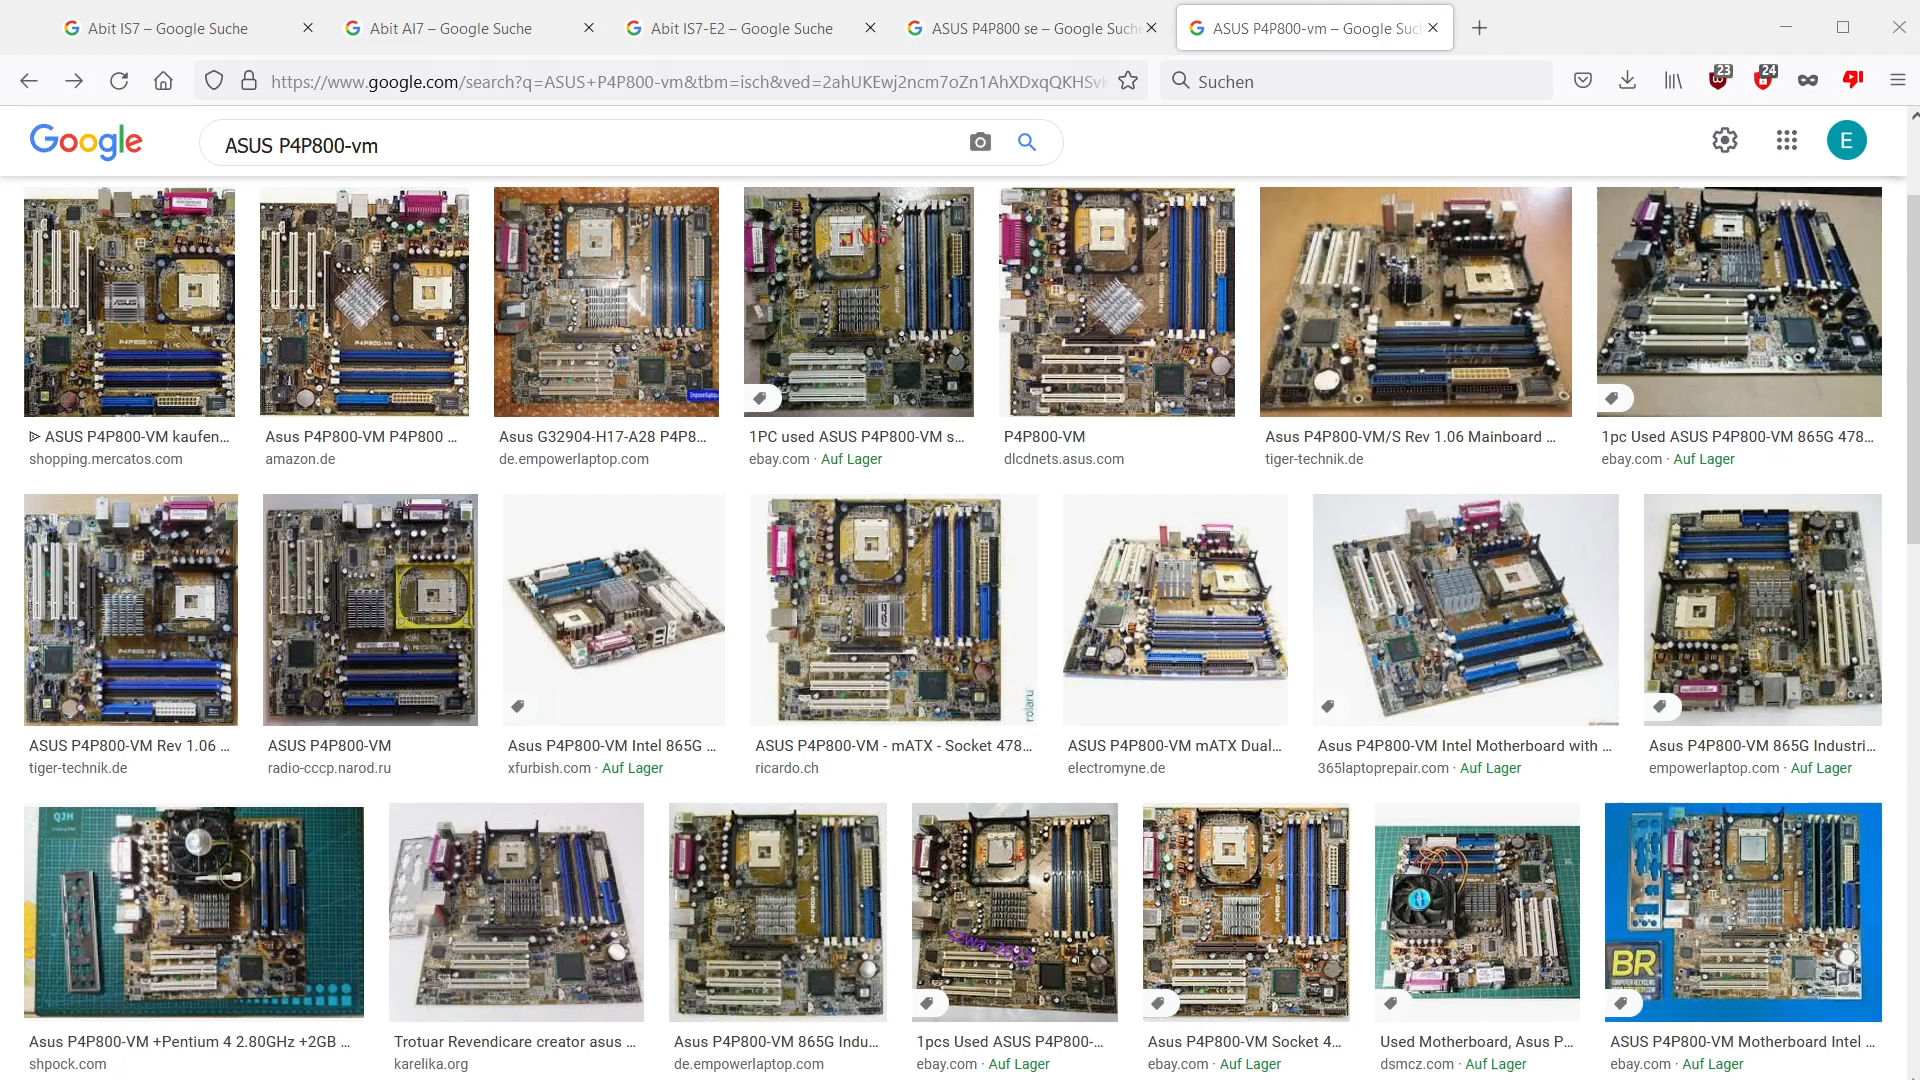 Abit IS7 – Google Suche
Abit AI7 – Google Suche
Abit IS7-E2 – Google Suche
ASUS P4P800 se – Google Suche
ASUS P4P800-vm – Google Suc
https://www.google.com/search?q=ASUS+P4P800-vm&tbm=isch&ved=2ahUKEwj2ncm7oZn1AhXDxqQKHSvk
Suchen
23
24
Google
ASUS P4P800-vm
E
ASUS P4P800-VM kaufen...
shopping.mercatos.com
Asus P4P800-VM P4P800 ...
amazon.de
Asus G32904-H17-A28 P4P8...
de.empowerlaptop.com
1PC used ASUS P4P800-VM s...
ebay.com · Auf Lager
P4P800-VM
dlcdnets.asus.com
Asus P4P800-VM/S Rev 1.06 Mainboard ...
tiger-technik.de
1pc Used ASUS P4P800-VM 865G 478...
ebay.com · Auf Lager
rolaru
ASUS P4P800-VM Rev 1.06 ...
tiger-technik.de
ASUS P4P800-VM
radio-cccp.narod.ru
Asus P4P800-VM Intel 865G ...
xfurbish.com · Auf Lager
ASUS P4P800-VM - mATX - Socket 478...
ricardo.ch
ASUS P4P800-VM mATX Dual...
electromyne.de
Asus P4P800-VM Intel Motherboard with ...
365laptoprepair.com · Auf Lager
Asus P4P800-VM 865G Industri...
empowerlaptop.com · Auf Lager
QJH
BR
Asus P4P800-VM +Pentium 4 2.80GHz +2GB ...
shpock.com
Trotuar Revendicare creator asus ...
karelika.org
Asus P4P800-VM 865G Indu...
de.empowerlaptop.com
1pcs Used ASUS P4P800-...
ebay.com · Auf Lager
Asus P4P800-VM Socket 4...
ebay.com · Auf Lager
Used Motherboard, Asus P...
dsmcz.com · Auf Lager
ASUS P4P800-VM Motherboard Intel ...
ebay.com · Auf Lager